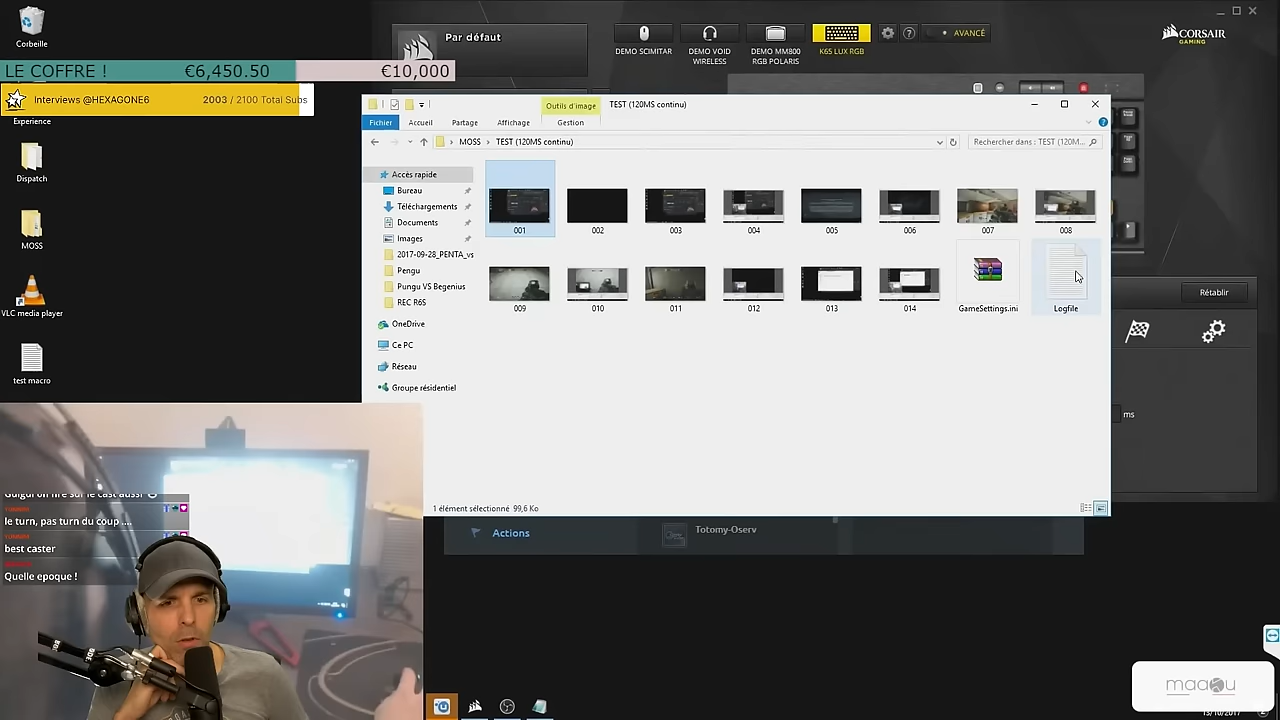 Corbeille
LE COFFRE ! €6,450.50 €10,000
Interviews @HEXAGONE6 2003 / 2100 Total Subs
Experience
Dispatch
MOSS
VLC media player
test macro
Par défaut
DEMO SCIMITAR
DEMO VOID WIRELESS
DEMO MM800 RGB POLARIS
K65 LUX RGB
AVANCÉ
CORSAIR
GAMING
Outils d'image
TEST (120MS continu)
Fichier Accueil Partage Affichage Gestion
MOSS > TEST (120MS continu)
Rechercher dans : TEST (120M...
Accès rapide
Bureau
Téléchargements
Documents
Images
2017-09-28_PENTA_vs
Pengu
Pungu VS Begenius
REC R6S
OneDrive
Ce PC
Réseau
Groupe résidentiel
001 002 003 004 005 006 007 008
009 010 011 012 013 014 GameSettings.ini Logfile
1 élément sélectionné 99,6 Ko
Rétablir
ms
Actions
Totomy-Oserv
le turn, pas turn du coup ....
best caster
Quelle epoque !
13/10/2017